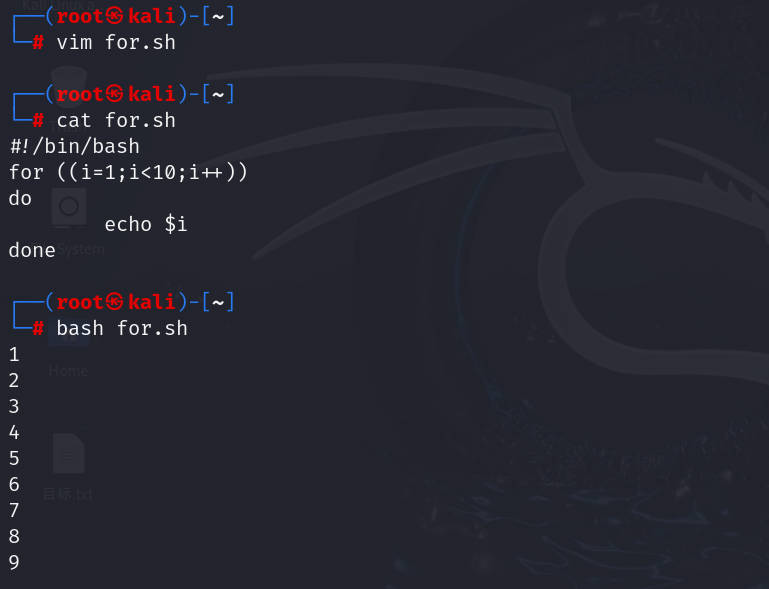 ┌──(root㉿kali)-[~]
└─# vim for.sh
┌──(root㉿kali)-[~]
└─# cat for.sh
#!/bin/bash
for ((i=1;i<10;i++))
do
        echo $i
done
┌──(root㉿kali)-[~]
└─# bash for.sh
1
2
3
4
5
6
7
8
9
Home
目标.txt